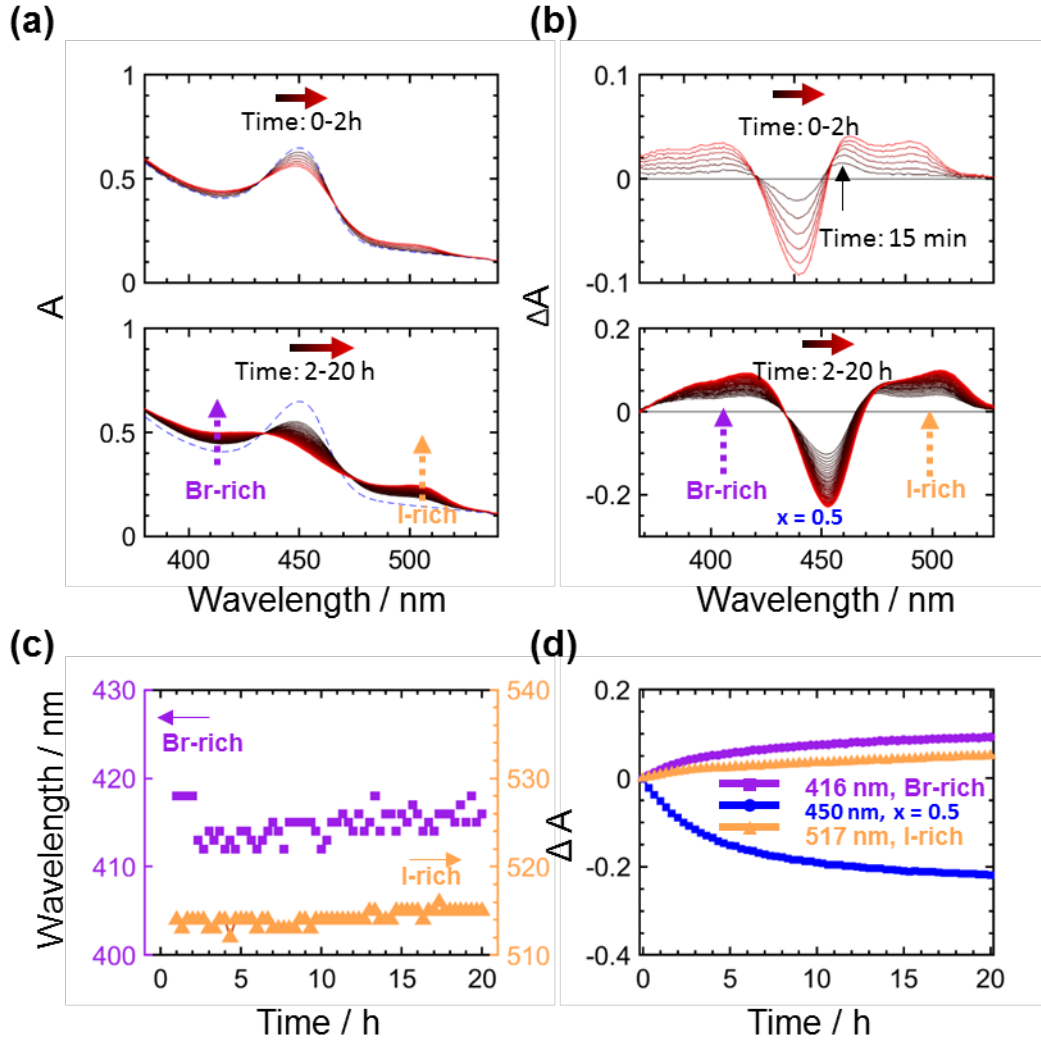 (a)
(b)
1
0.5
0
Time: 0-2h
0.1
0
-0.1
Time: 0-2h
Time: 15 min
A
ΔA
1
0.5
0
Time: 2-20 h
Br-rich
I-rich
400
450
500
Wavelength / nm
0.2
0
-0.2
Time: 2-20 h
Br-rich
I-rich
x = 0.5
400
450
500
Wavelength / nm
(c)
(d)
430
420
410
400
Wavelength / nm
Br-rich
I-rich
540
530
520
510
0
5
10
15
20
Time / h
0.2
0
-0.2
-0.4
Δ A
416 nm, Br-rich
450 nm, x = 0.5
517 nm, I-rich
0
5
10
15
20
Time / h